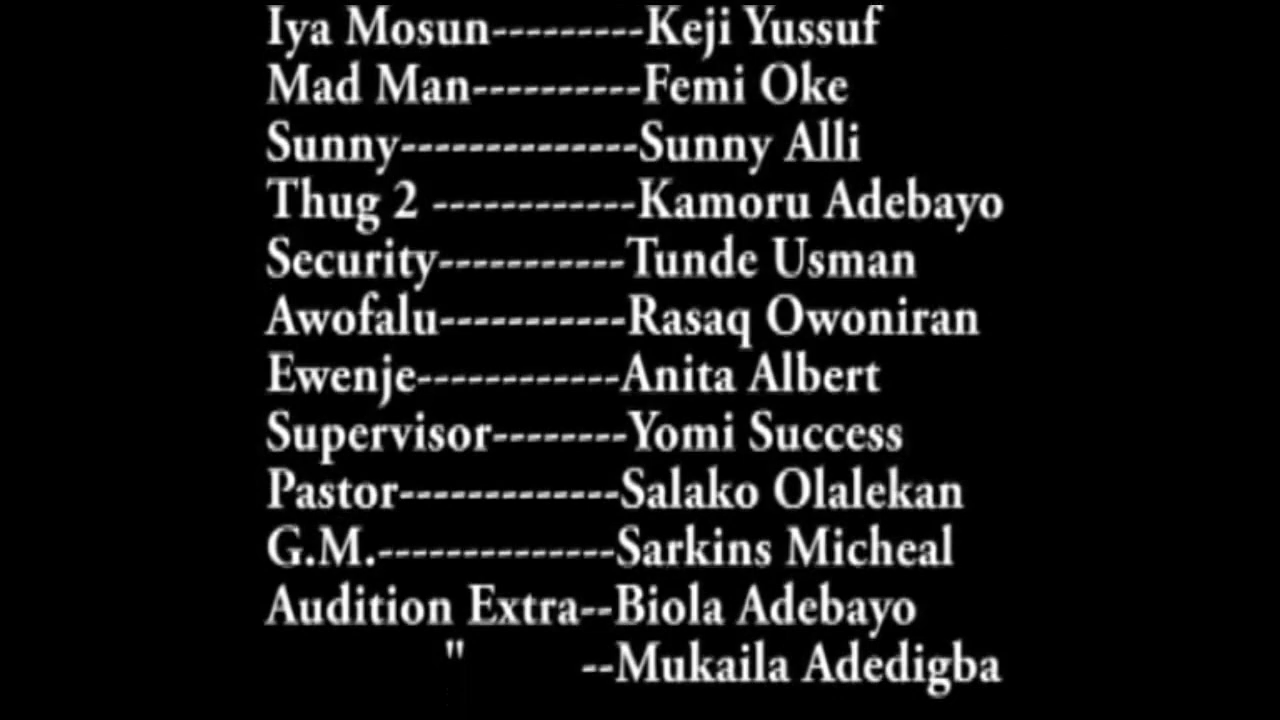 Iya Mosun---------Keji Yussuf
Mad Man----------Femi Oke
Sunny--------------Sunny Alli
Thug 2 ------------Kamoru Adebayo
Security-----------Tunde Usman
Awofalu-----------Rasaq Owoniran
Ewenje------------Anita Albert
Supervisor--------Yomi Success
Pastor-------------Salako Olalekan
G.M.--------------Sarkins Micheal
Audition Extra--Biola Adebayo
" --Mukaila Adedigba